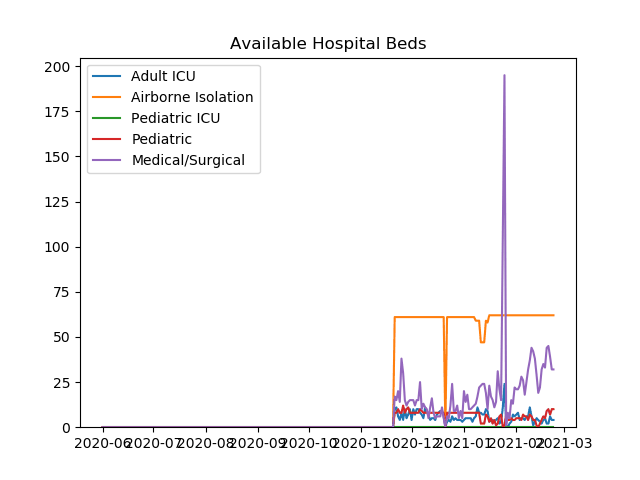 Available Hospital Beds
200
175
150
125
100
75
50
25
0
Adult ICU
Airborne Isolation
Pediatric ICU
Pediatric
Medical/Surgical
2020-06 2020-07 2020-08 2020-09 2020-10 2020-11 2020-12 2021-01 2021-02 2021-03